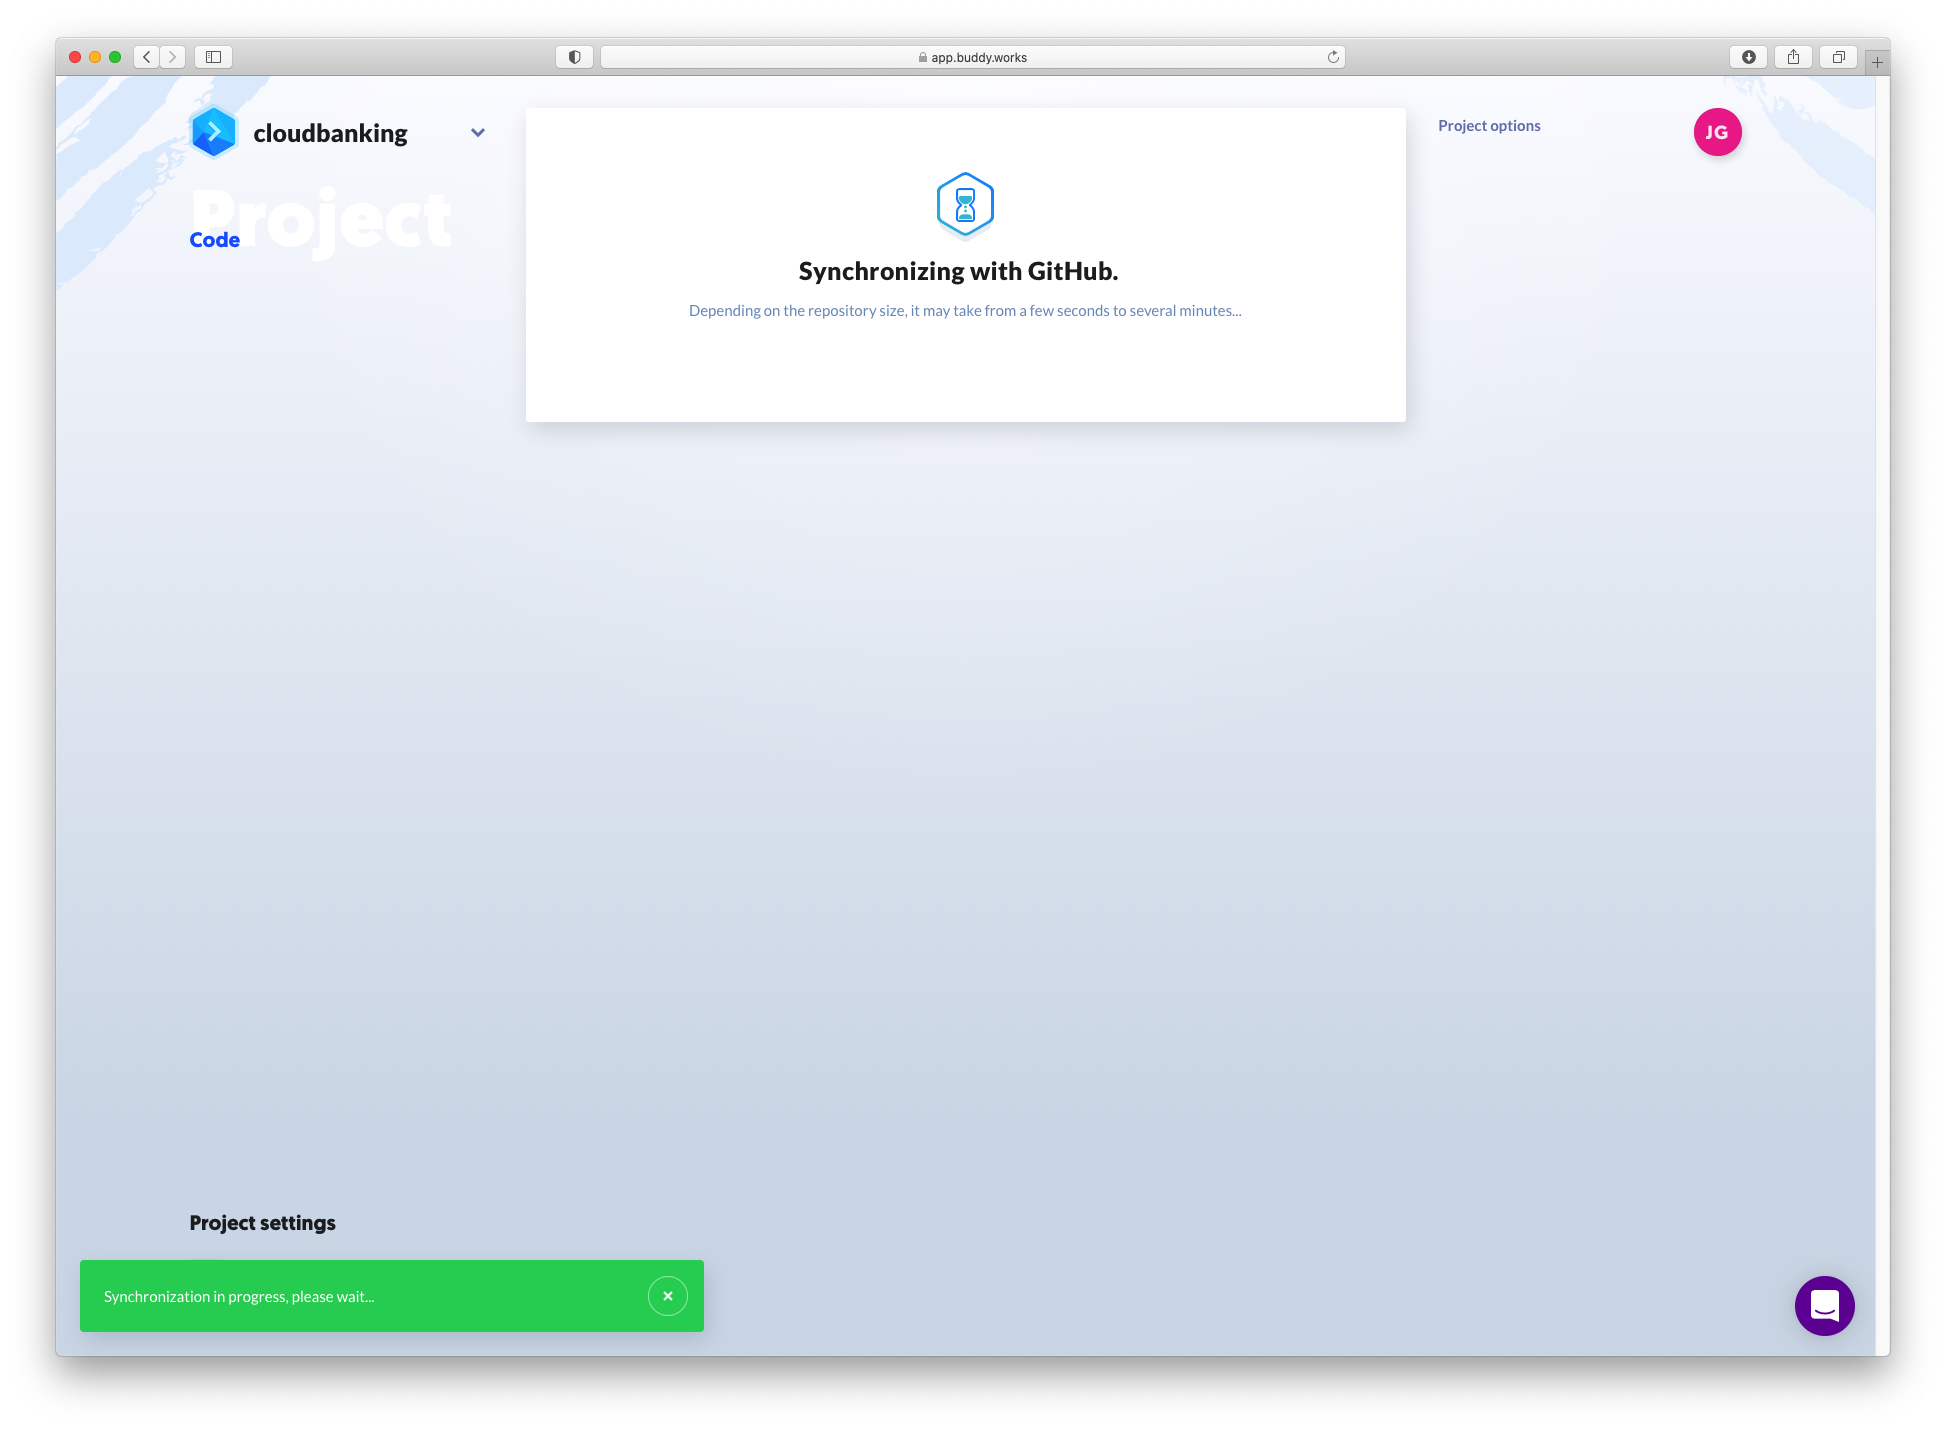 app.buddy.works
cloudbanking
Project options
JG
Project
Code
Synchronizing with GitHub.
Depending on the repository size, it may take from a few seconds to several minutes...
Project settings
Synchronization in progress, please wait...